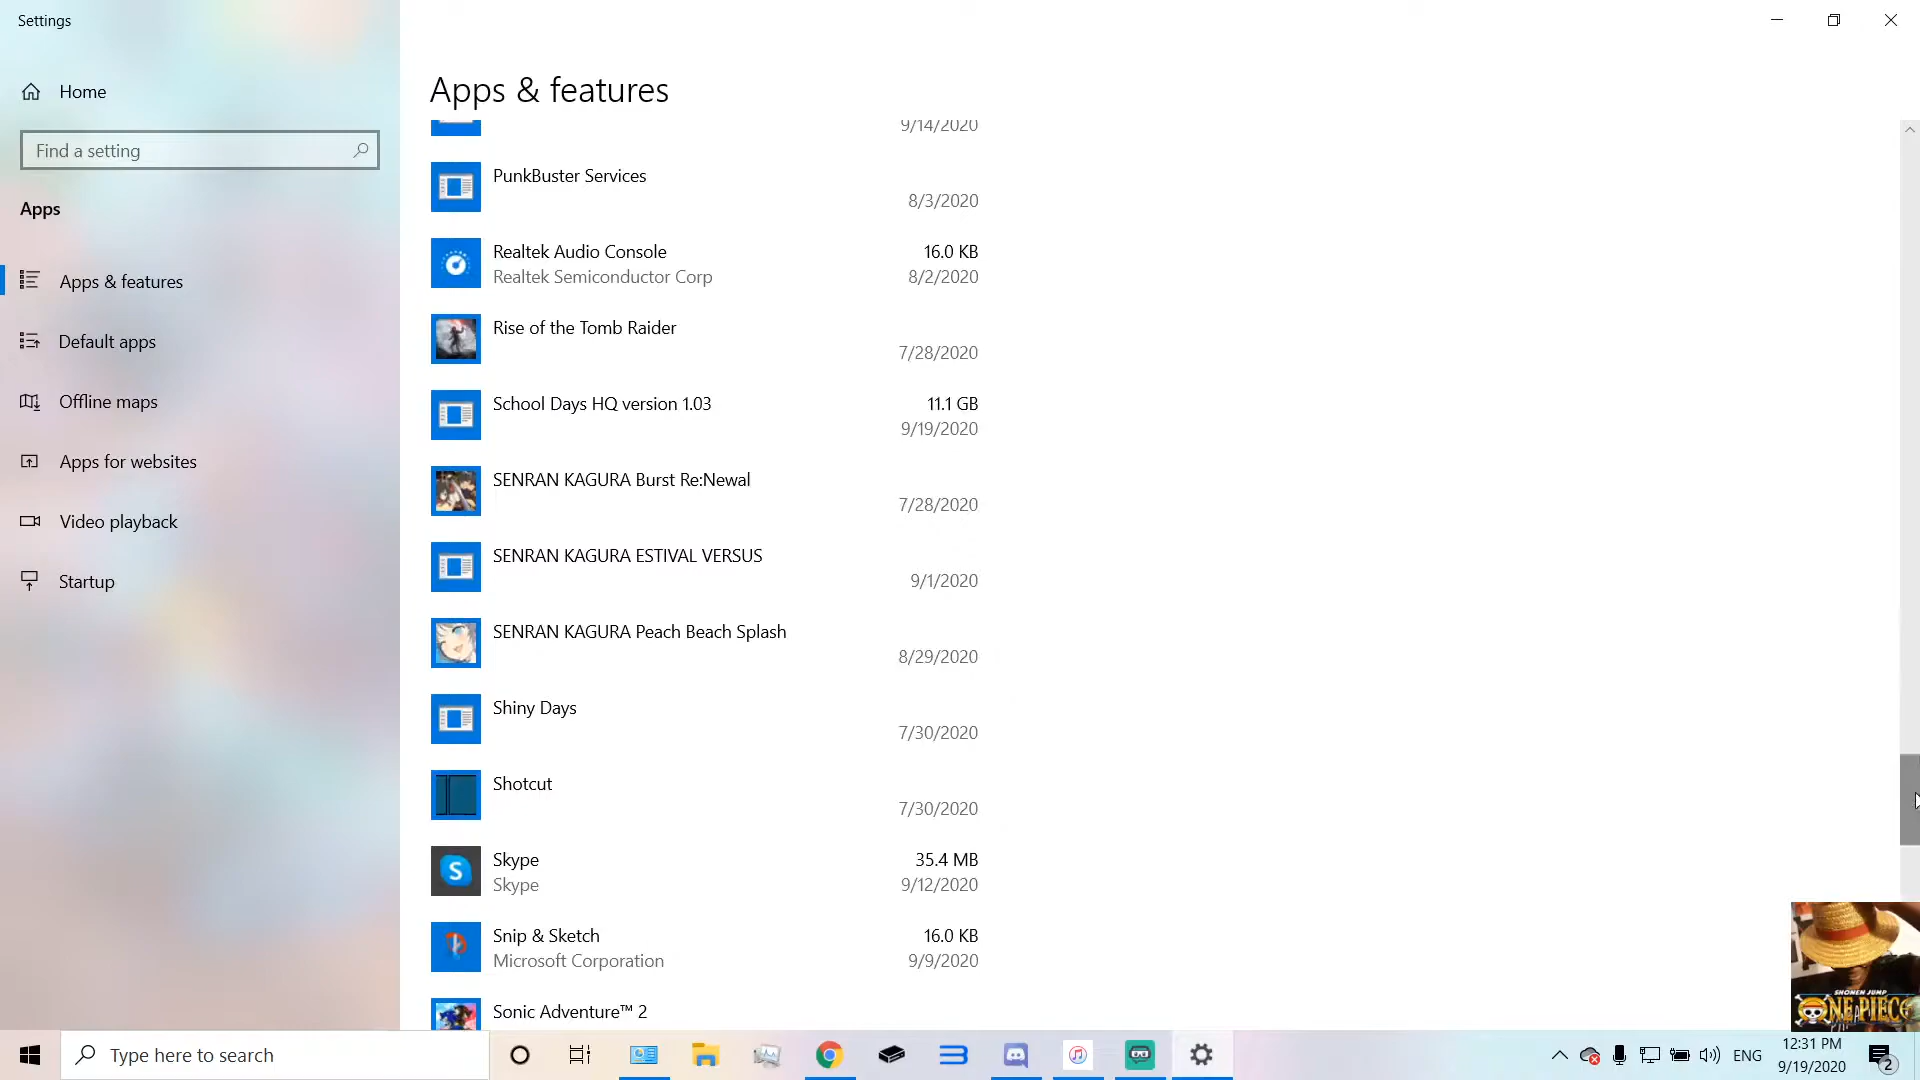 Settings
Home
Find a setting
Apps
Apps & features
Default apps
Offline maps
Apps for websites
Video playback
Startup
Apps & features
9/14/2020
PunkBuster Services
8/3/2020
Realtek Audio Console 16.0 KB
Realtek Semiconductor Corp 8/2/2020
Rise of the Tomb Raider
7/28/2020
School Days HQ version 1.03 11.1 GB
9/19/2020
SENRAN KAGURA Burst Re:Newal
7/28/2020
SENRAN KAGURA ESTIVAL VERSUS
9/1/2020
SENRAN KAGURA Peach Beach Splash
8/29/2020
Shiny Days
7/30/2020
Shotcut
7/30/2020
Skype 35.4 MB
Skype 9/12/2020
Snip & Sketch 16.0 KB
Microsoft Corporation 9/9/2020
Sonic Adventure™ 2
SHONEN JUMP
ONE PIECE
Type here to search
ENG
12:31 PM
9/19/2020
2